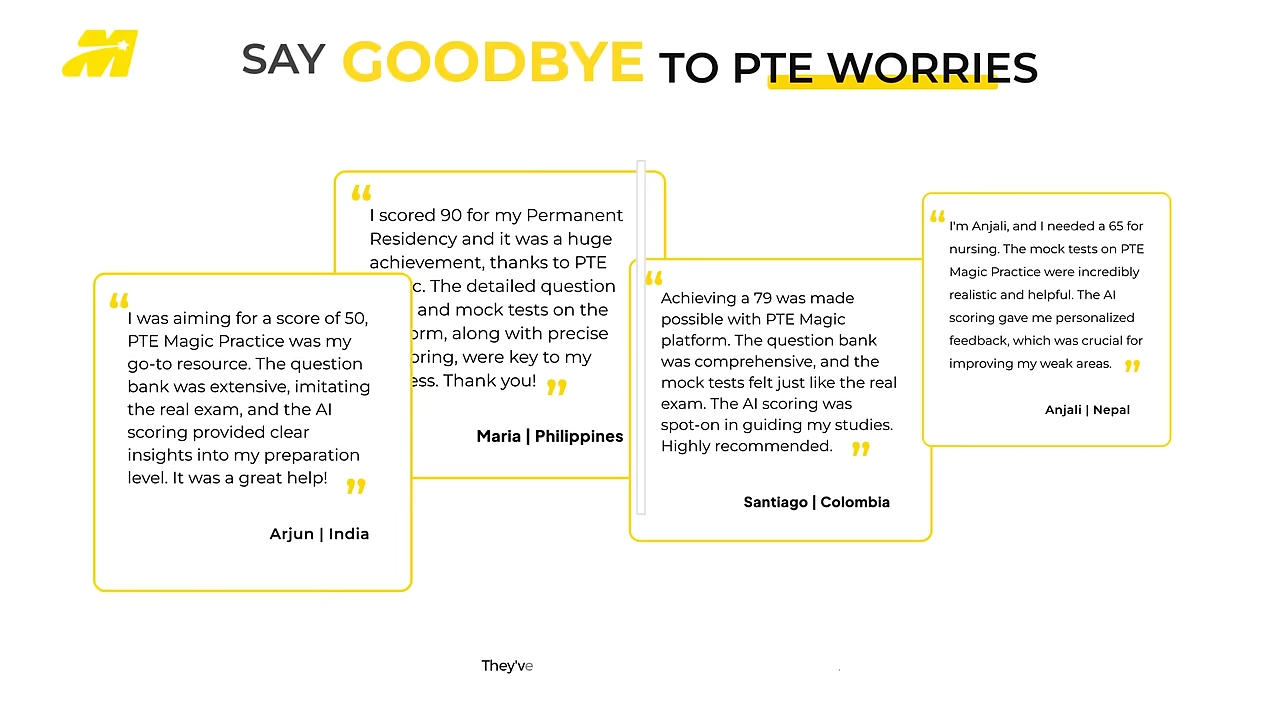 SAY GOODBYE TO PTE WORRIES
I scored 90 for my Permanent
Residency and it was a huge
achievement, thanks to PTE
c. The detailed question
and mock tests on the
orm, along with precise
oring, were key to my
ess. Thank you!
Maria | Philippines
I was aiming for a score of 50,
PTE Magic Practice was my
go-to resource. The question
bank was extensive, imitating
the real exam, and the AI
scoring provided clear
insights into my preparation
level. It was a great help!
Arjun | India
Achieving a 79 was made
possible with PTE Magic
platform. The question bank
was comprehensive, and the
mock tests felt just like the real
exam. The AI scoring was
spot-on in guiding my studies.
Highly recommended.
Santiago | Colombia
I'm Anjali, and I needed a 65 for
nursing. The mock tests on PTE
Magic Practice were incredibly
realistic and helpful. The AI
scoring gave me personalized
feedback, which was crucial for
improving my weak areas.
Anjali | Nepal
They've